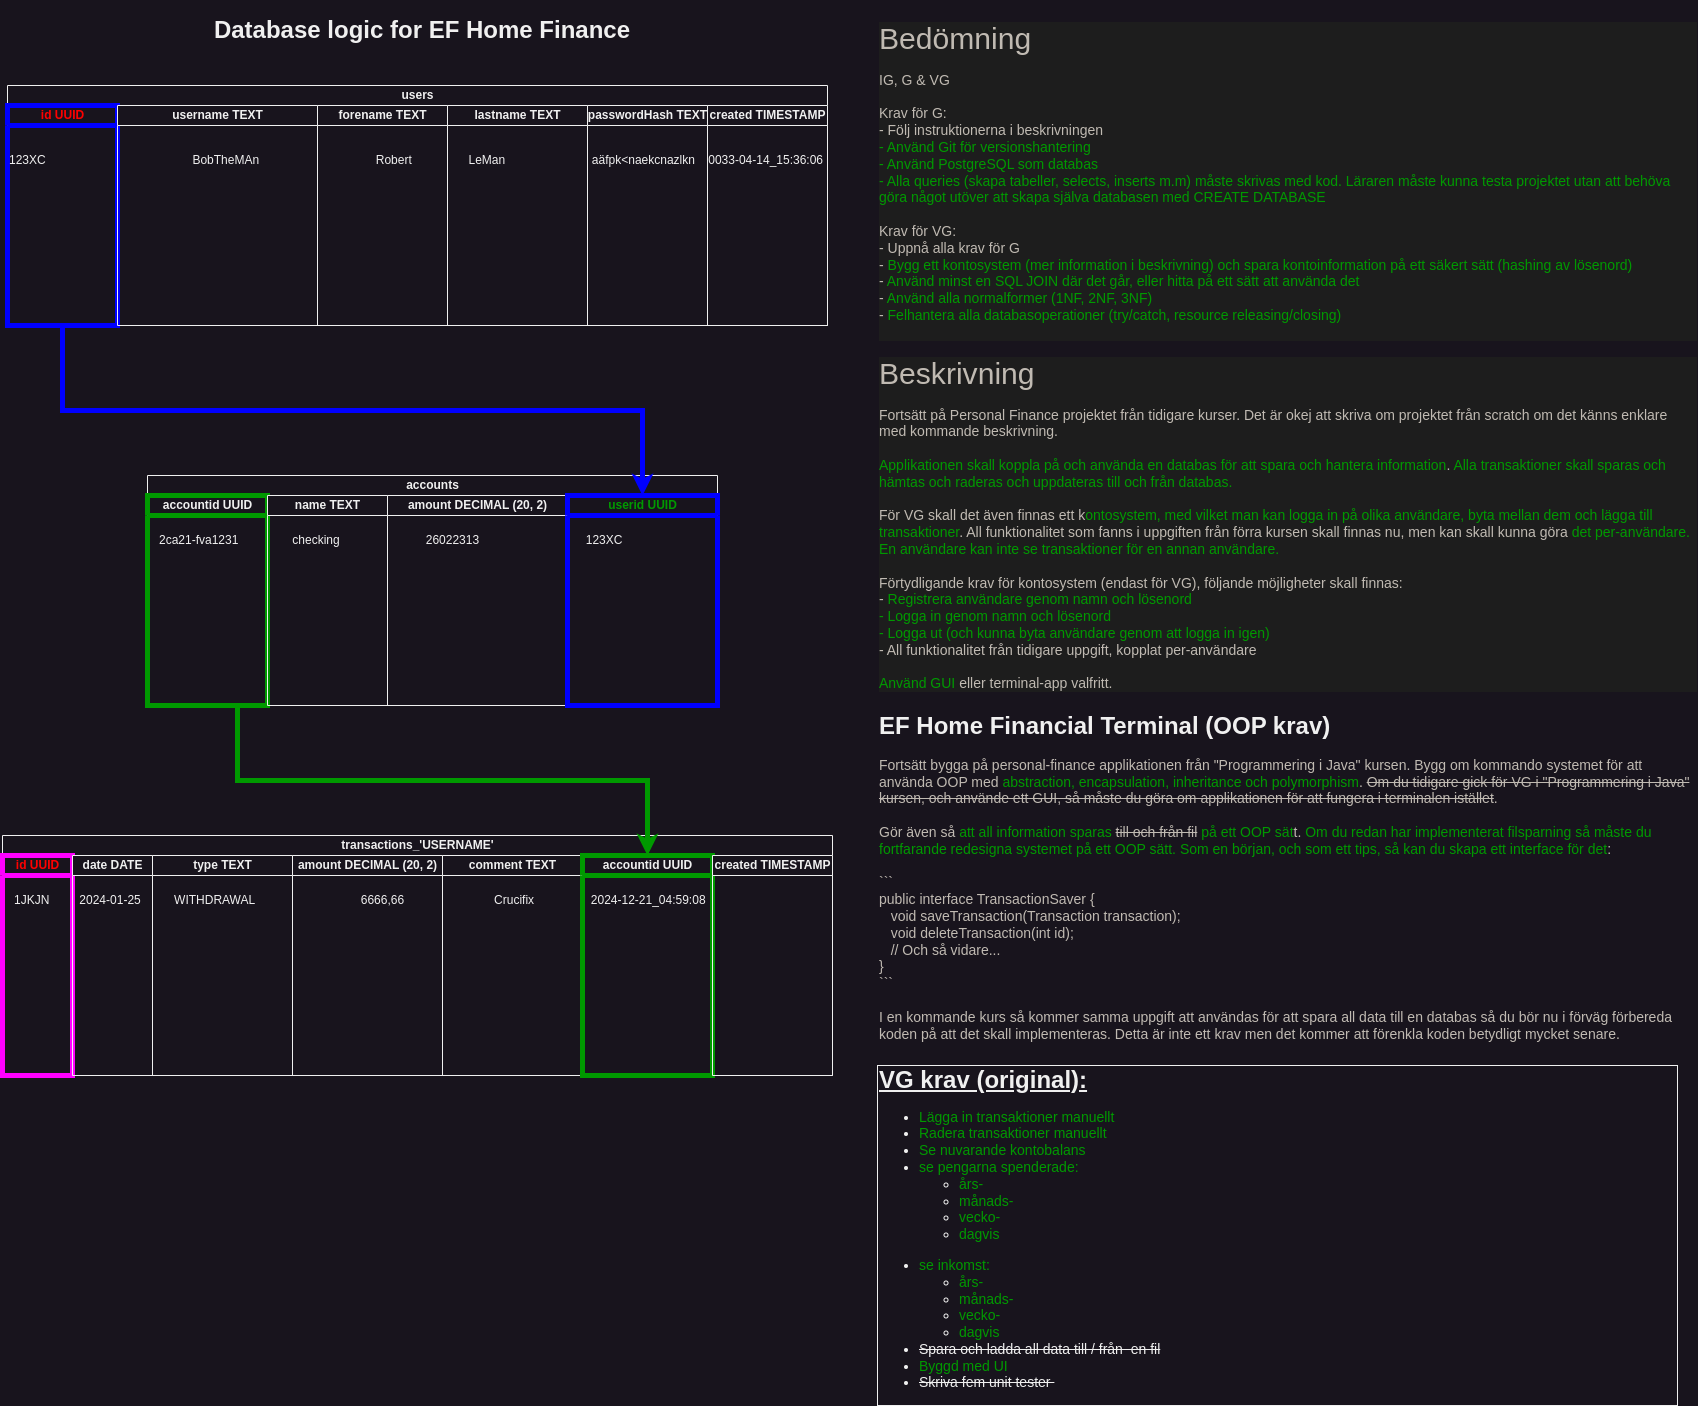 Database logic for EF Home Finance
users
id UUID username TEXT forename TEXT lastname TEXT passwordHash TEXT created TIMESTAMP
123XC BobTheMAn Robert LeMan aäfpk<naekcnazlkn 0033-04-14_15:36:06
accounts
accountid UUID name TEXT amount DECIMAL (20, 2) userid UUID
2ca21-fva1231 checking 26022313 123XC
transactions_'USERNAME'
id UUID date DATE type TEXT amount DECIMAL (20, 2) comment TEXT accountid UUID created TIMESTAMP
1JKJN 2024-01-25 WITHDRAWAL 6666,66 Crucifix 2024-12-21_04:59:08
Bedömning
IG, G & VG
Krav för G:
- Följ instruktionerna i beskrivningen
- Använd Git för versionshantering
- Använd PostgreSQL som databas
- Alla queries (skapa tabeller, selects, inserts m.m) måste skrivas med kod. Läraren måste kunna testa projektet utan att behöva
göra något utöver att skapa själva databasen med CREATE DATABASE
Krav för VG:
- Uppnå alla krav för G
- Bygg ett kontosystem (mer information i beskrivning) och spara kontoinformation på ett säkert sätt (hashing av lösenord)
- Använd minst en SQL JOIN där det går, eller hitta på ett sätt att använda det
- Använd alla normalformer (1NF, 2NF, 3NF)
- Felhantera alla databasoperationer (try/catch, resource releasing/closing)
Beskrivning
Fortsätt på Personal Finance projektet från tidigare kurser. Det är okej att skriva om projektet från scratch om det känns enklare
med kommande beskrivning.
Applikationen skall koppla på och använda en databas för att spara och hantera information. Alla transaktioner skall sparas och
hämtas och raderas och uppdateras till och från databas.
För VG skall det även finnas ett kontosystem, med vilket man kan logga in på olika användare, byta mellan dem och lägga till
transaktioner. All funktionalitet som fanns i uppgiften från förra kursen skall finnas nu, men kan skall kunna göra det per-användare.
En användare kan inte se transaktioner för en annan användare.
Förtydligande krav för kontosystem (endast för VG), följande möjligheter skall finnas:
- Registrera användare genom namn och lösenord
- Logga in genom namn och lösenord
- Logga ut (och kunna byta användare genom att logga in igen)
- All funktionalitet från tidigare uppgift, kopplat per-användare
Använd GUI eller terminal-app valfritt.
EF Home Financial Terminal (OOP krav)
Fortsätt bygga på personal-finance applikationen från "Programmering i Java" kursen. Bygg om kommando systemet för att
använda OOP med abstraction, encapsulation, inheritance och polymorphism. Om du tidigare gick för VG i "Programmering i Java"
kursen, och använde ett GUI, så måste du göra om applikationen för att fungera i terminalen istället.
Gör även så att all information sparas till och från fil på ett OOP sätt. Om du redan har implementerat filsparning så måste du
fortfarande redesigna systemet på ett OOP sätt. Som en början, och som ett tips, så kan du skapa ett interface för det:
```
public interface TransactionSaver {
void saveTransaction(Transaction transaction);
void deleteTransaction(int id);
// Och så vidare...
}
```
I en kommande kurs så kommer samma uppgift att användas för att spara all data till en databas så du bör nu i förväg förbereda
koden på att det skall implementeras. Detta är inte ett krav men det kommer att förenkla koden betydligt mycket senare.
VG krav (original):
Lägga in transaktioner manuellt
Radera transaktioner manuellt
Se nuvarande kontobalans
se pengarna spenderade:
års-
månads-
vecko-
dagvis
se inkomst:
års-
månads-
vecko-
dagvis
Spara och ladda all data till / från en fil
Byggd med UI
Skriva fem unit tester